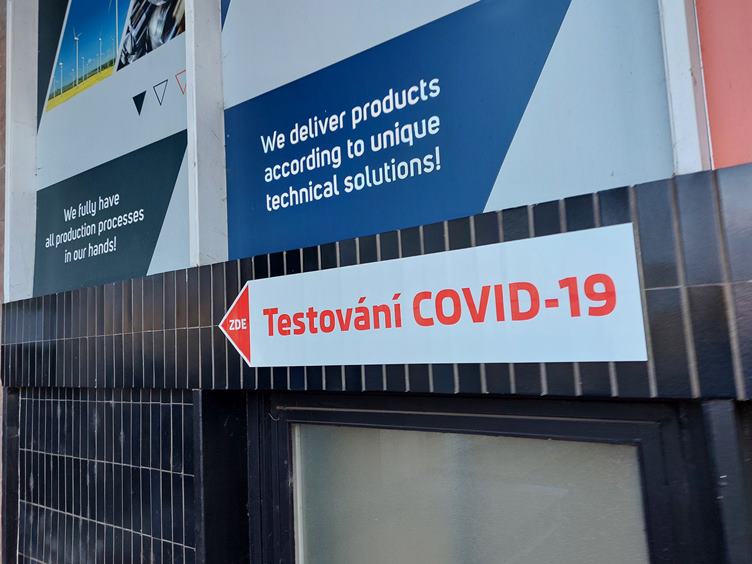 We deliver products
according to unique
technical solutions!
We fully have
all production processes
in our hands!
ZDE
Testování COVID-19